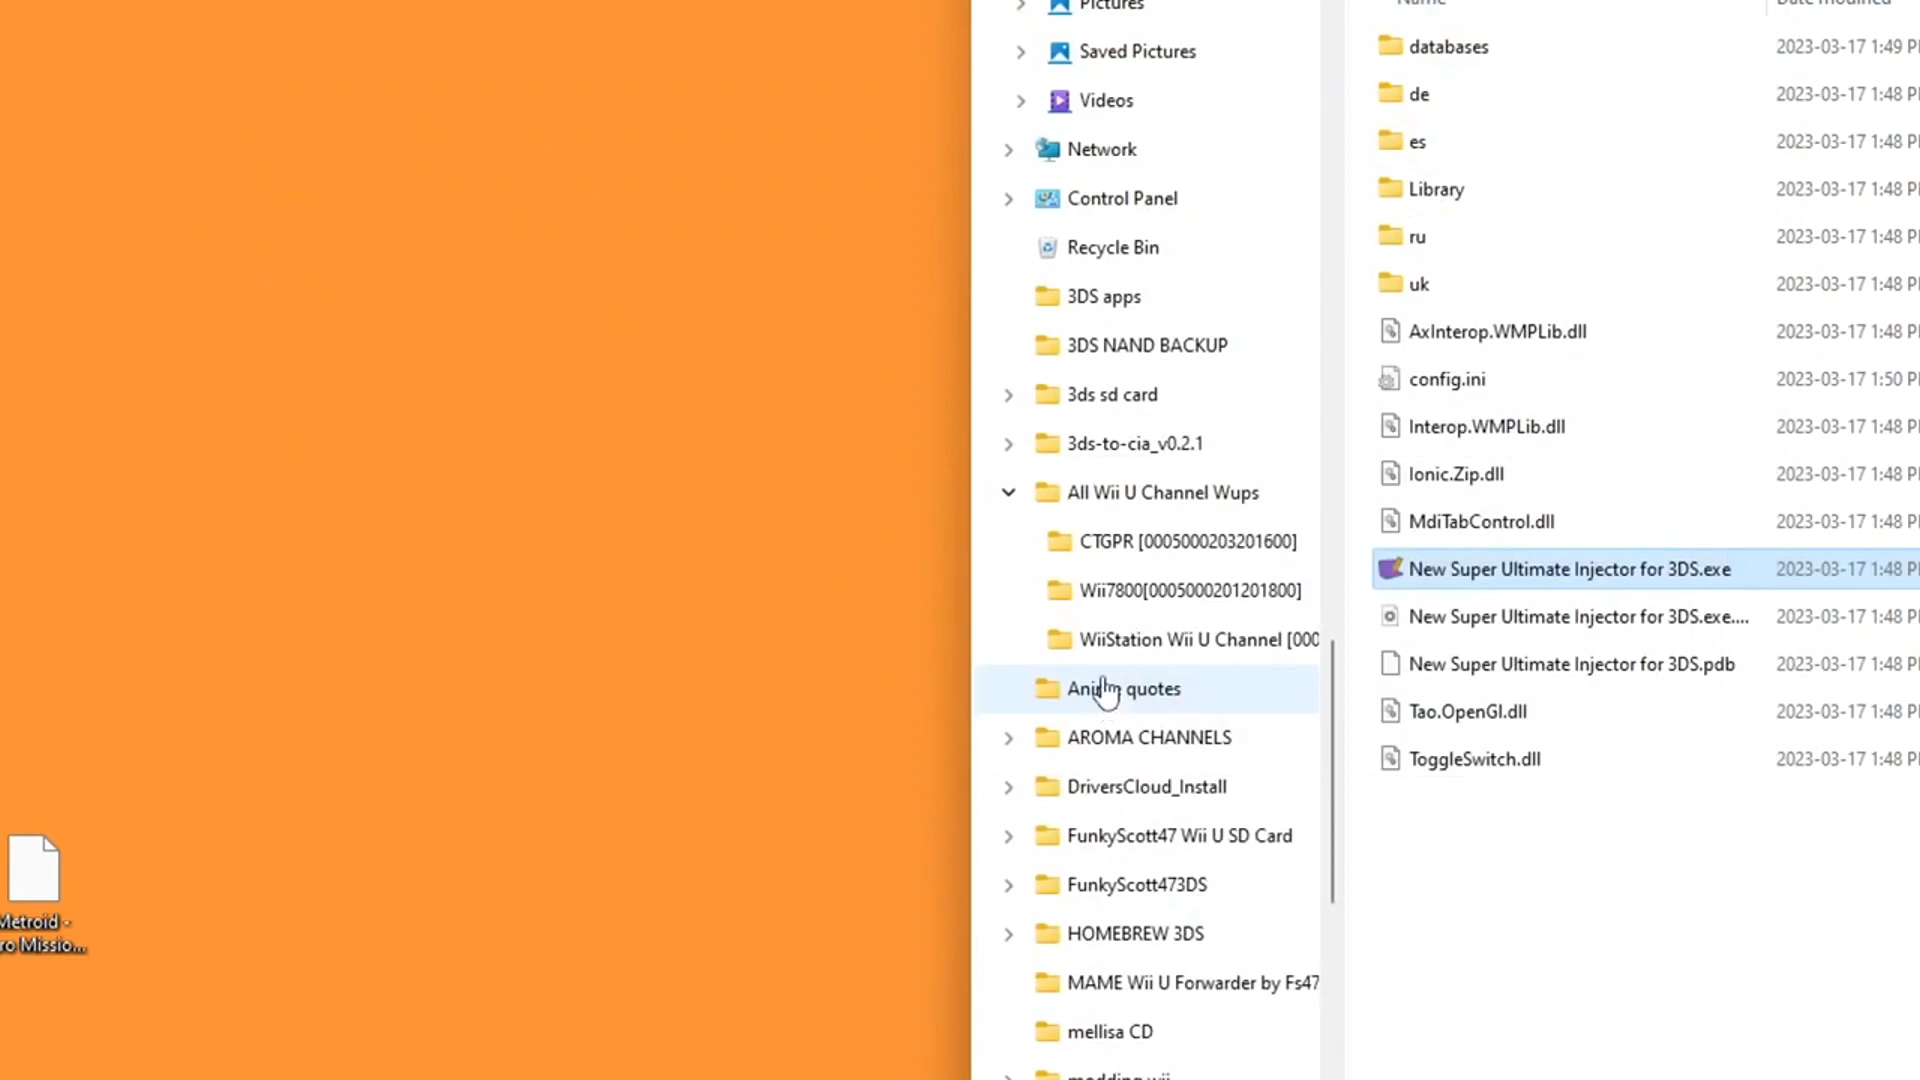 Pictures
Saved Pictures
Videos
Network
Control Panel
Recycle Bin
3DS apps
3DS NAND BACKUP
3ds sd card
3ds-to-cia_v0.2.1
All Wii U Channel Wups
CTGPR [0005000203201600]
Wii7800[0005000201201800]
WiiStation Wii U Channel [000
quotes
AROMA CHANNELS
DriversCloud_Install
FunkyScott47 Wii U SD Card
FunkyScott473DS
HOMEBREW 3DS
MAME Wii U Forwarder by Fs47
mellisa CD
modding wii
Name Date modified
databases 2023-03-17 1:49 P
de 2023-03-17 1:48 P
es 2023-03-17 1:48 P
Library 2023-03-17 1:48 P
ru 2023-03-17 1:48 P
uk 2023-03-17 1:48 P
AxInterop.WMPLib.dll 2023-03-17 1:48 P
config.ini 2023-03-17 1:50 P
Interop.WMPLib.dll 2023-03-17 1:48 P
Ionic.Zip.dll 2023-03-17 1:48 P
MdiTabControl.dll 2023-03-17 1:48 P
New Super Ultimate Injector for 3DS.exe 2023-03-17 1:48 P
New Super Ultimate Injector for 3DS.exe.... 2023-03-17 1:48 P
New Super Ultimate Injector for 3DS.pdb 2023-03-17 1:48 P
Tao.OpenGl.dll 2023-03-17 1:48 P
ToggleSwitch.dll 2023-03-17 1:48 P
Metroid -
ro Missio...